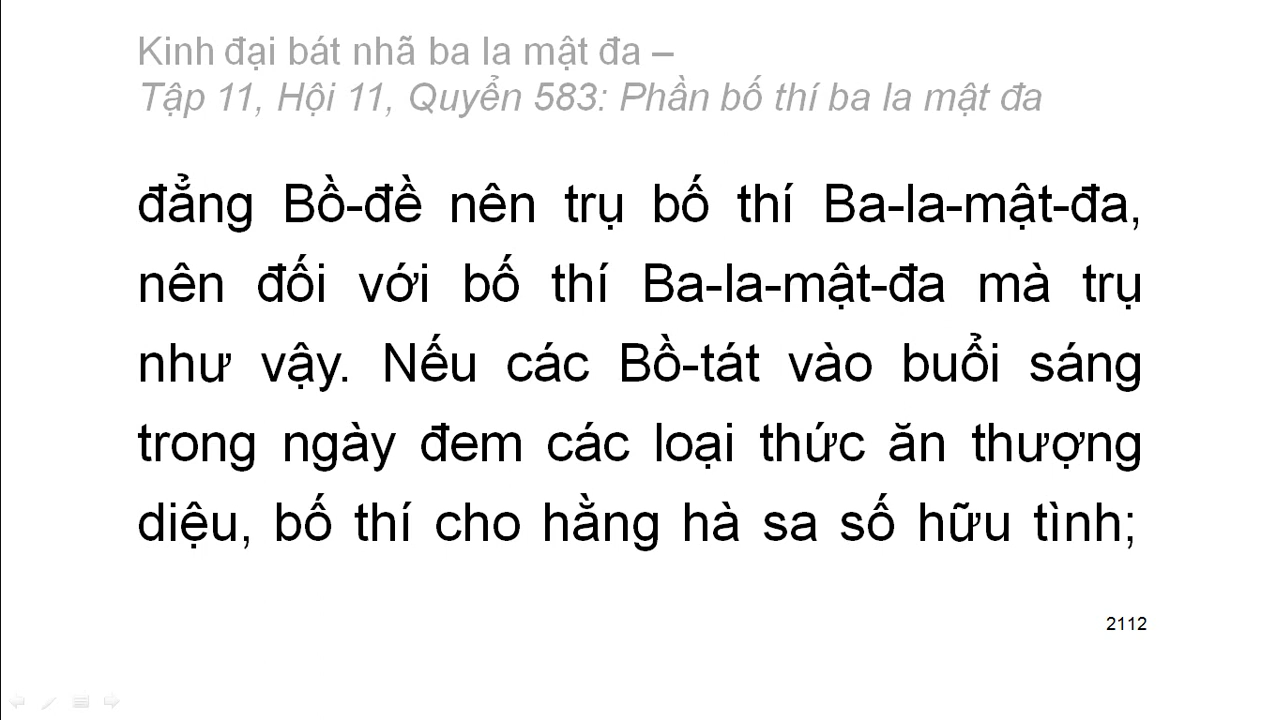 Kinh đại bát nhã ba la mật đa –
Tập 11, Hội 11, Quyển 583: Phần bố thí ba la mật đa
đẳng Bồ-đề nên trụ bố thí Ba-la-mật-đa,
nên đối với bố thí Ba-la-mật-đa mà trụ
như vậy. Nếu các Bồ-tát vào buổi sáng
trong ngày đem các loại thức ăn thượng
diệu, bố thí cho hằng hà sa số hữu tình;
2112